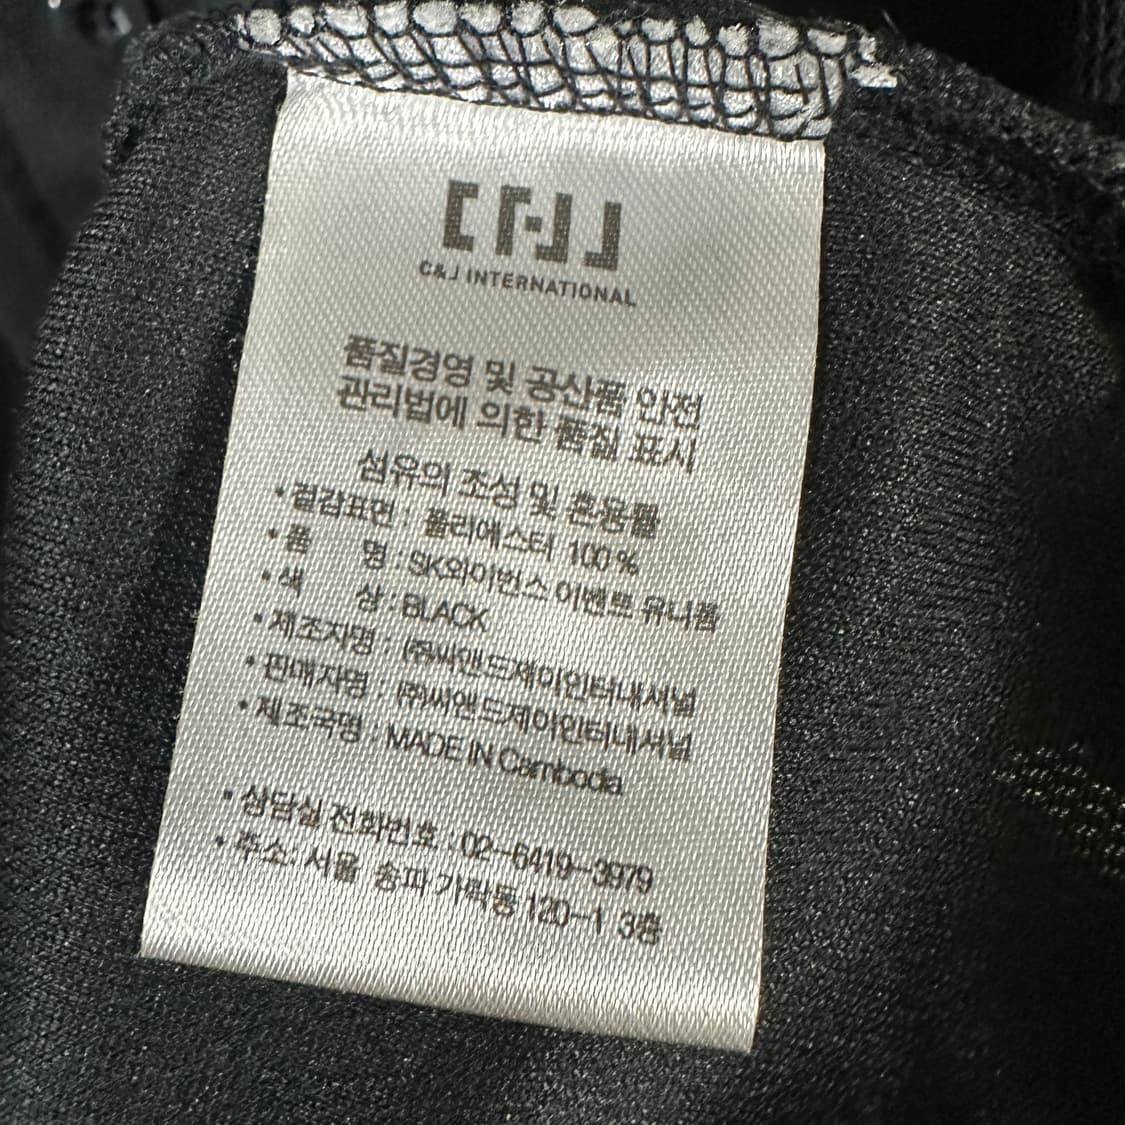 C&J
C&J INTERNATIONAL
품질경영 및 공산품 안전
관리법에 의한 품질 표시
섬유의 조성 및 혼용률
• 겉감표면 : 폴리에스터 100 %
• 품 명 : SK와이번스 이벤트 유니폼
• 색 상 : BLACK
• 제조자명 : (주)씨앤드제이인터내셔널
• 판매자명 : (주)씨앤드제이인터내셔널
• 제조국명 : MADE IN Cambodia
• 상담실 전화번호 : 02-6419-3979
• 주소: 서울 송파 가락동 120-1 3층